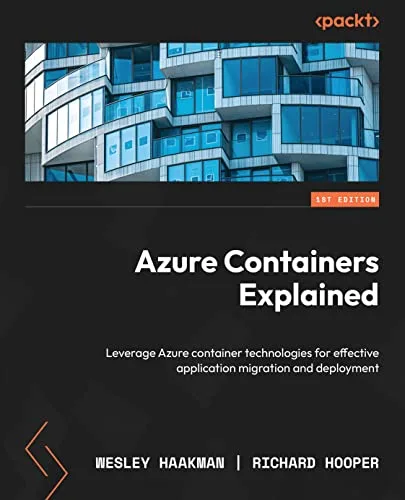 <packt>
1ST EDITION
Azure Containers
Explained
Leverage Azure container technologies for effective
application migration and deployment
WESLEY HAAKMAN | RICHARD HOOPER